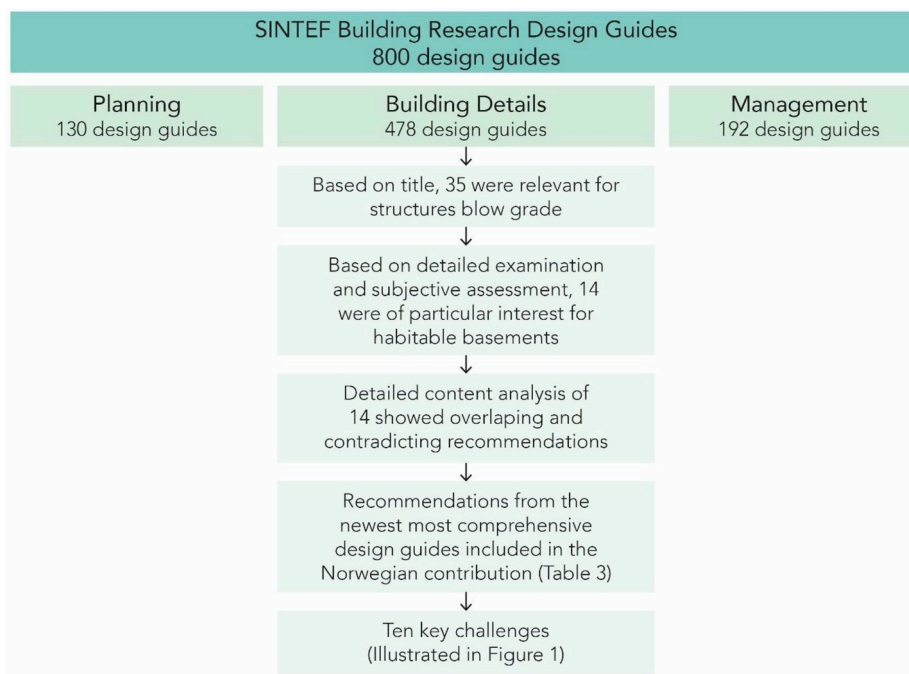 SINTEF Building Research Design Guides
800 design guides
Planning
130 design guides
Building Details
478 design guides
Management
192 design guides
Based on title, 35 were relevant for
structures blow grade
Based on detailed examination
and subjective assessment, 14
were of particular interest for
habitable basements
Detailed content analysis of
14 showed overlaping and
contradicting recommendations
Recommendations from the
newest most comprehensive
design guides included in the
Norwegian contribution (Table 3)
Ten key challenges
(Illustrated in Figure 1)